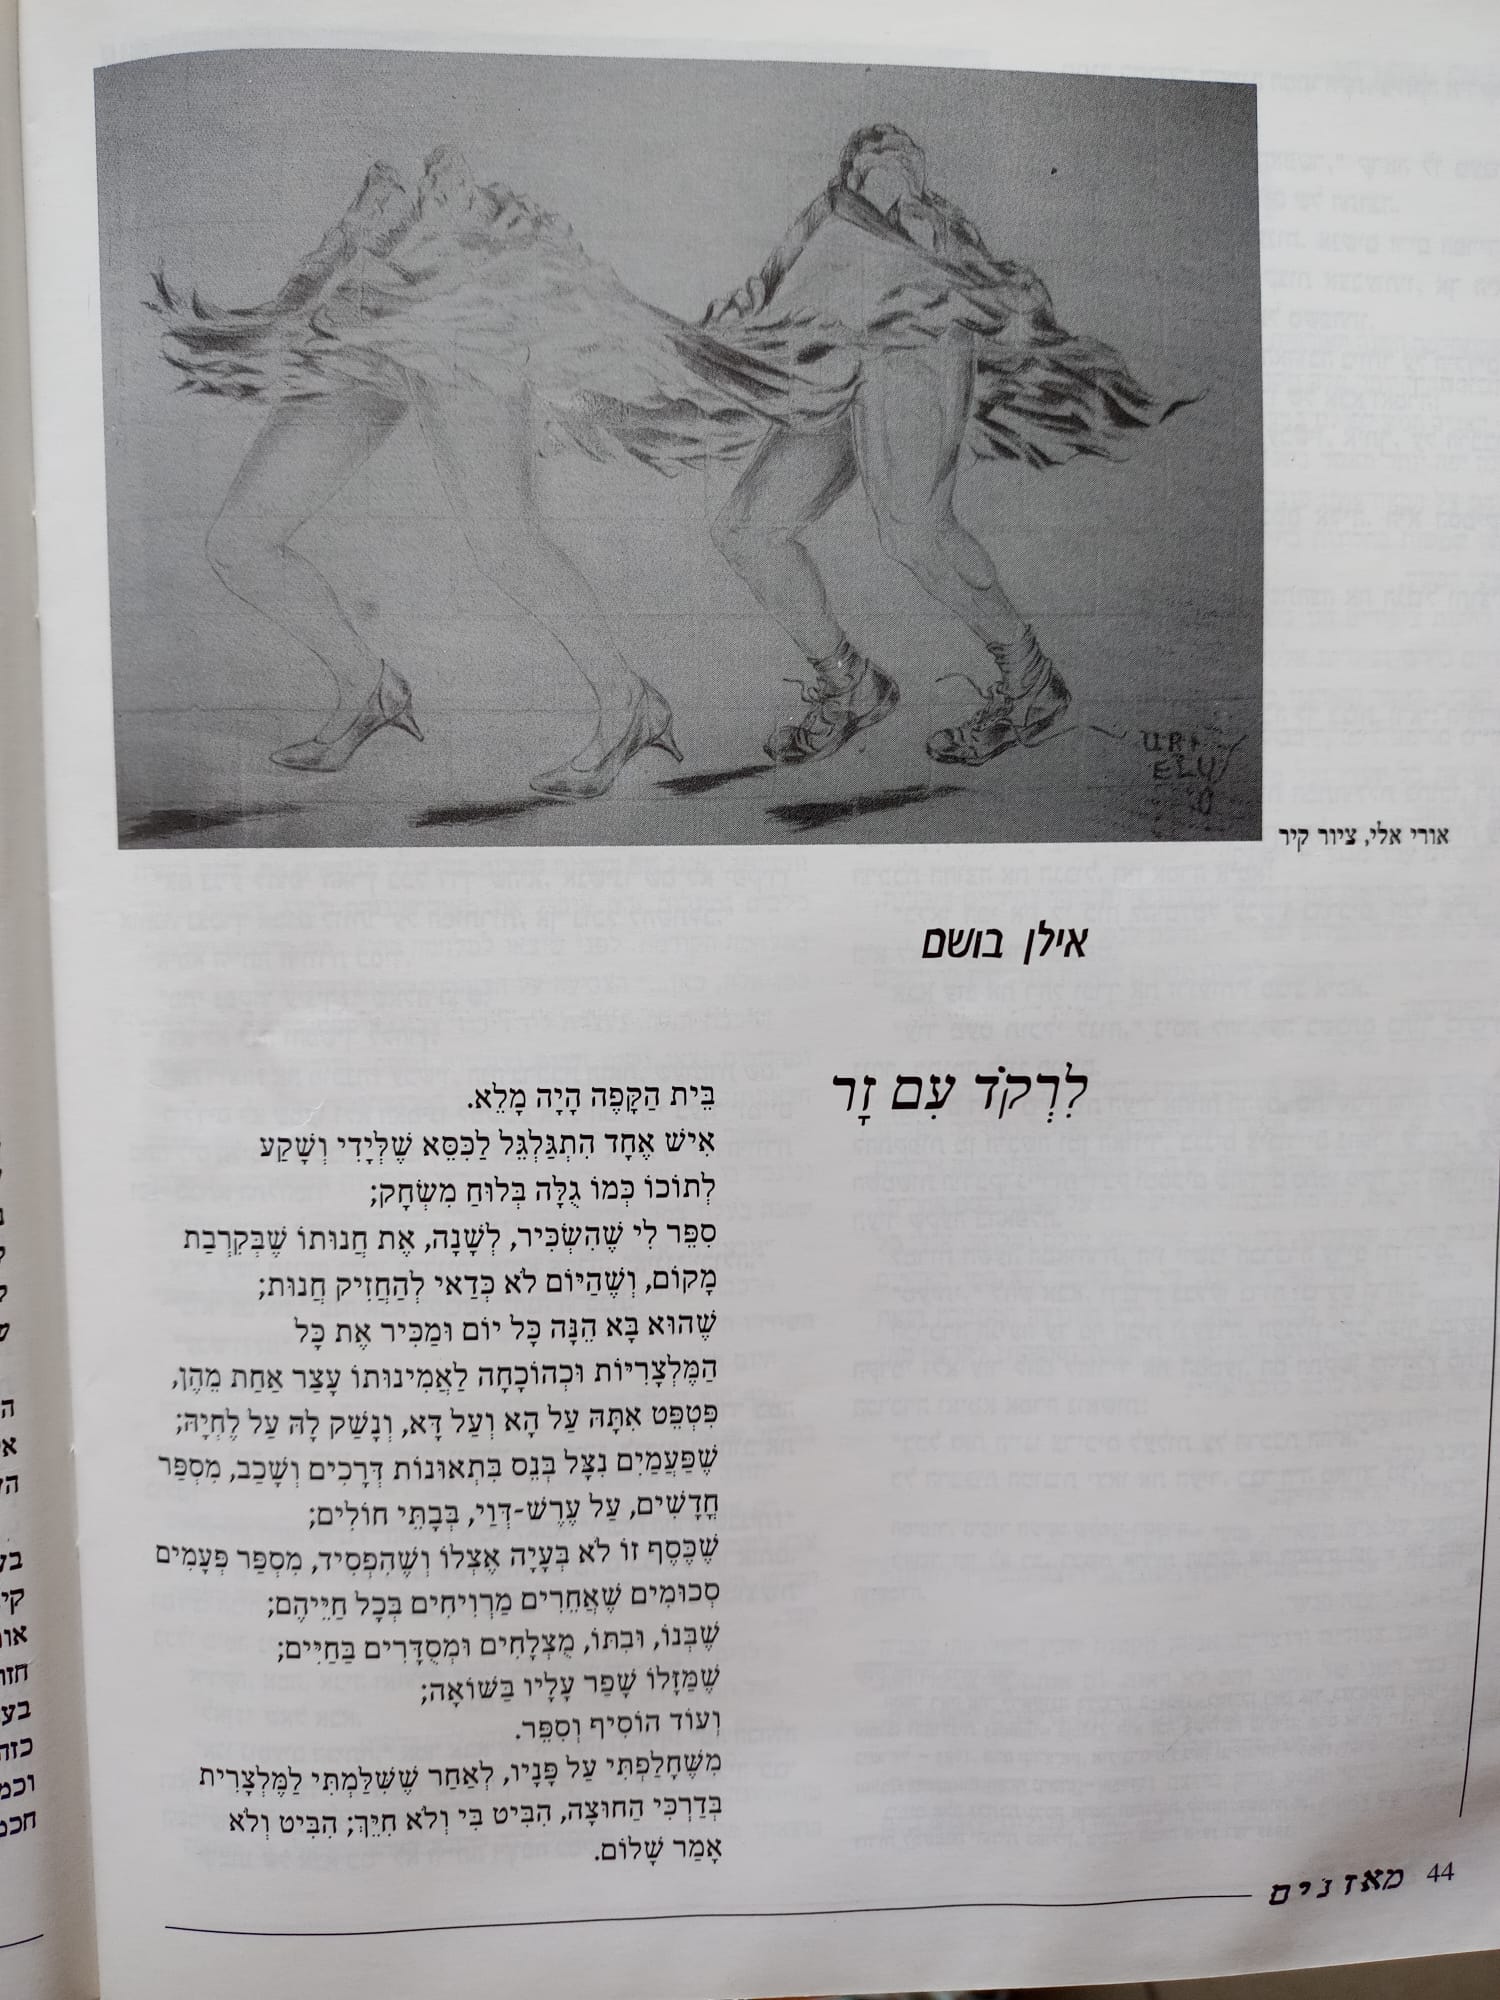 URI
ELY
אורי אלי, ציור קיר
אילן בושם
לִרְקֹד עִם זָר
בֵּית הַקָּפֶה הָיָה מָלֵא.
אִישׁ אֶחָד הִתְגַּלְגֵּל לַכִּסֵּא שֶׁלְּיָדִי וְשָׁקַע
לְתוֹכוֹ כְּמוֹ גֻלָּה בְּלוּחַ מִשְׂחָק;
סִפֵּר לִי שֶׁהִשְׂכִּיר, לְשָׁנָה, אֶת חֲנוּתוֹ שֶׁבְּקִרְבַת
מָקוֹם, וְשֶׁהַיּוֹם לֹא כְּדַאי לְהַחֲזִיק חֲנוּת;
שֶׁהוּא בָּא הֵנָּה כָּל יוֹם וּמַכִּיר אֶת כָּל
הַמֶּלְצָרִיּוֹת וּכְהוֹכָחָה לַאֲמִינוּתוֹ עָצַר אַחַת מֵהֶן,
פִּטְפֵּט אִתָּהּ עַל הָא וְעַל דָּא, וְנָשַׁק לָהּ עַל לֶחְיָהּ;
שֶׁפַּעֲמַיִם נִצָּל בְּנֵס בִּתְאוּנוֹת דְּרָכִים וְשָׁכַב, מִסְפַּר
חֳדָשִׁים, עַל עֶרֶשׁ-דְּוַי, בְּבָתֵּי חוֹלִים;
שֶׁכֶּסֶף זוֹ לֹא בְּעָיָה אֶצְלוֹ וְשֶׁהִפְסִיד, מִסְפַּר פְּעָמִים
סְכוּמִים שֶׁאֲחֵרִים מַרְוִיחִים בְּכָל חַיֵּיהֶם;
שֶׁבְּנוֹ, וּבִתּוֹ, מֻצְלָחִים וּמְסֻדָּרִים בַּחַיִּים;
שֶׁמַּזָּלוֹ שָׁפַר עָלָיו בַּשּׁוֹאָה;
וְעוֹד הוֹסִיף וְסִפֵּר.
מִשֶּׁחָלַפְתִּי עַל פָּנָיו, לְאַחַר שֶׁשִּׁלַּמְתִּי לַמֶּלְצָרִית
בְּדַרְכִּי הַחוּצָה, הִבִּיט בִּי וְלֹא חִיֵּךְ; הִבִּיט וְלֹא
אָמַר שָׁלוֹם.
44 מאזנים